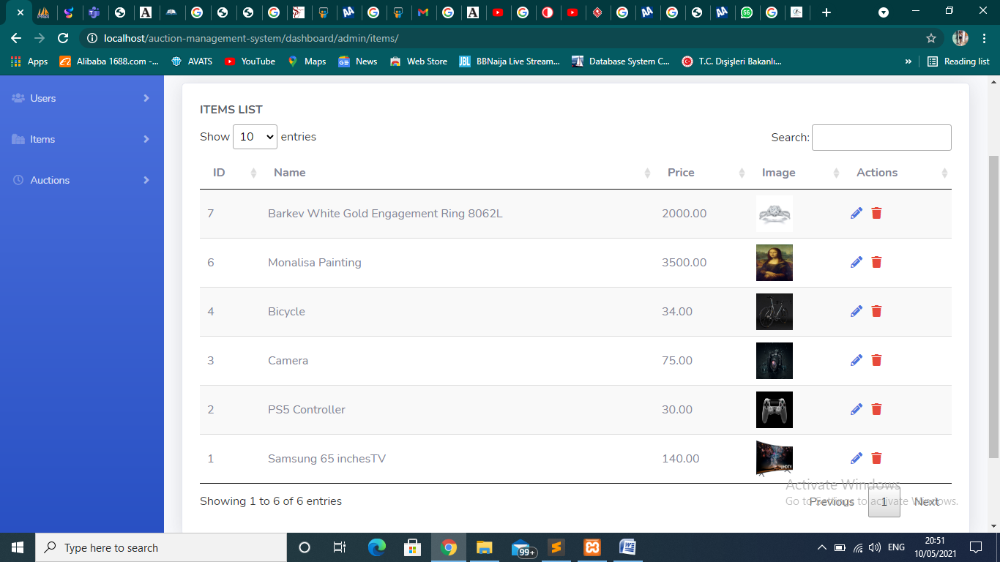 localhost/auction-management-system/dashboard/admin/items/
Apps Alibaba 1688.com -... AVATS YouTube Maps News Web Store BBNaija Live Stream... Database System C... T.C. Dışişleri Bakanlı... » Reading list
Users
Items
Auctions
ITEMS LIST
Show 10 entries
Search:
ID Name Price Image Actions
7 Barkev White Gold Engagement Ring 8062L 2000.00
6 Monalisa Painting 3500.00
4 Bicycle 34.00
3 Camera 75.00
2 PS5 Controller 30.00
1 Samsung 65 inchesTV 140.00
Showing 1 to 6 of 6 entries
Previous 1 Next
Activate Windows
Go to Settings to activate Windows.
Type here to search
99+
ENG
20:51
10/05/2021